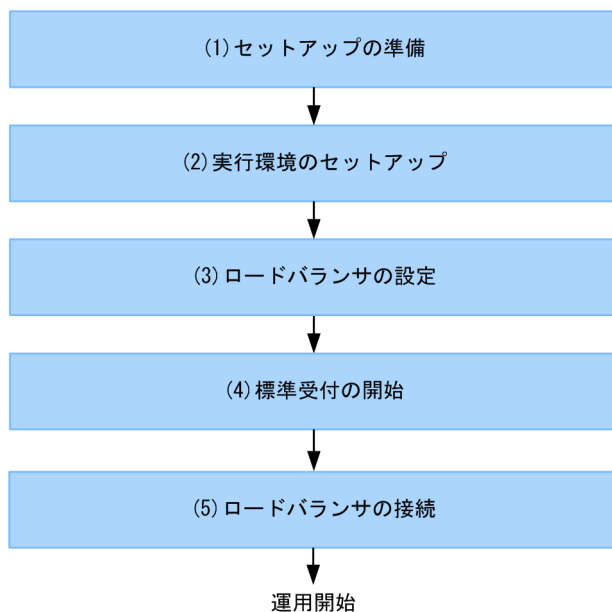 (1)セットアップの準備
(2)実行環境のセットアップ
(3)ロードバランサの設定
(4)標準受付の開始
(5)ロードバランサの接続
運用開始